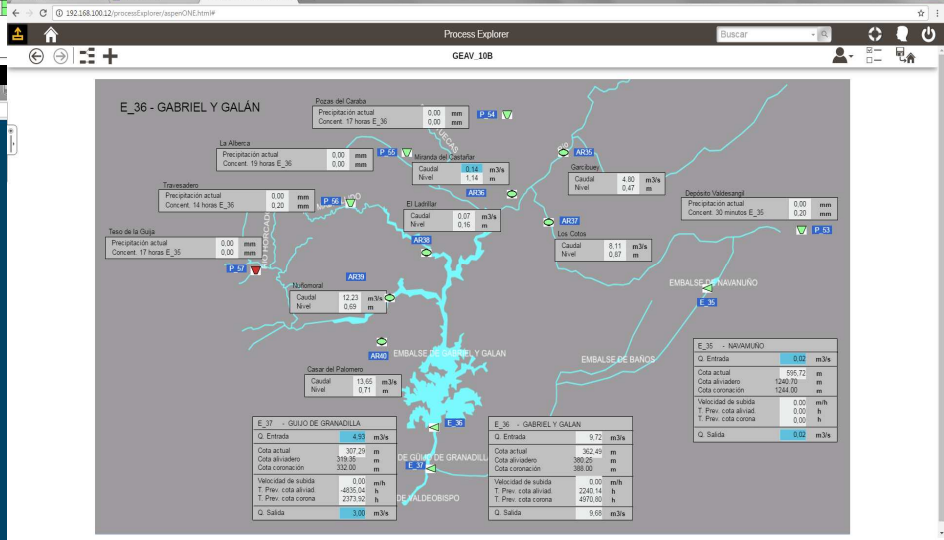 192.168.100.12/processExplorer/aspenONE.html#
Process Explorer
Buscar
GEAV_10B
E_36 - GABRIEL Y GALÁN
Pozas del Caraba
Precipitación actual 0,00 mm
Concent. 17 horas E_36 0,00 mm
P_54
La Alberca
Precipitación actual 0,00 mm
Concent. 19 horas E_36 0,00 mm
P_55
Miranda del Castañar
Caudal 0,14 m3/s
Nivel 1,14 m
AR36
AR35
Garcibuey
Caudal 4,80 m3/s
Nivel 0,47 m
Travesadero
Precipitación actual 0,00 mm
Concent. 14 horas E_36 0,20 mm
P_56
El Ladrillar
Caudal 0,07 m3/s
Nivel 0,16 m
AR38
AR37
Los Cotos
Caudal 8,11 m3/s
Nivel 0,87 m
Depósito Valdesangil
Precipitación actual 0,00 mm
Concent. 30 minutos E_35 0,20 mm
P_53
Teso de la Guija
Precipitación actual 0,00 mm
Concent. 17 horas E_35 0,00 mm
P_57
AR39
Nuñomoral
Caudal 12,23 m3/s
Nivel 0,69 m
EMBALSE DE NAVANUÑO
E_35
AR40
EMBALSE DE GABRIEL Y GALAN
EMBALSE DE BAÑOS
Casar del Palomero
Caudal 13,65 m3/s
Nivel 0,71 m
E_35 - NAVAMUÑO
Q. Entrada 0,02 m3/s
Cota actual 595,72 m
Cota aliviadero 1240.70 m
Cota coronación 1244.00 m
Velocidad de subida 0,00 m/h
T. Prev. cota aliviad. 0,00 h
T. Prev. cota corona 0,00 h
Q. Salida 0,02 m3/s
E_36
E_37
DE VALDEOBISPO
E_37 - GUIJO DE GRANADILLA
Q. Entrada 4,93 m3/s
Cota actual 307,29 m
Cota aliviadero 319.35 m
Cota coronación 332.00 m
Velocidad de subida 0,00 m/h
T. Prev. cota aliviad. -4835,04 h
T. Prev. cota corona 2373,92 h
Q. Salida 3,00 m3/s
E_36 - GABRIEL Y GALAN
Q. Entrada 9,72 m3/s
Cota actual 362,49 m
Cota aliviadero 380.25 m
Cota coronación 388.00 m
Velocidad de subida 0,00 m/h
T. Prev. cota aliviad. 2240,14 h
T. Prev. cota corona 4970,80 h
Q. Salida 9,68 m3/s